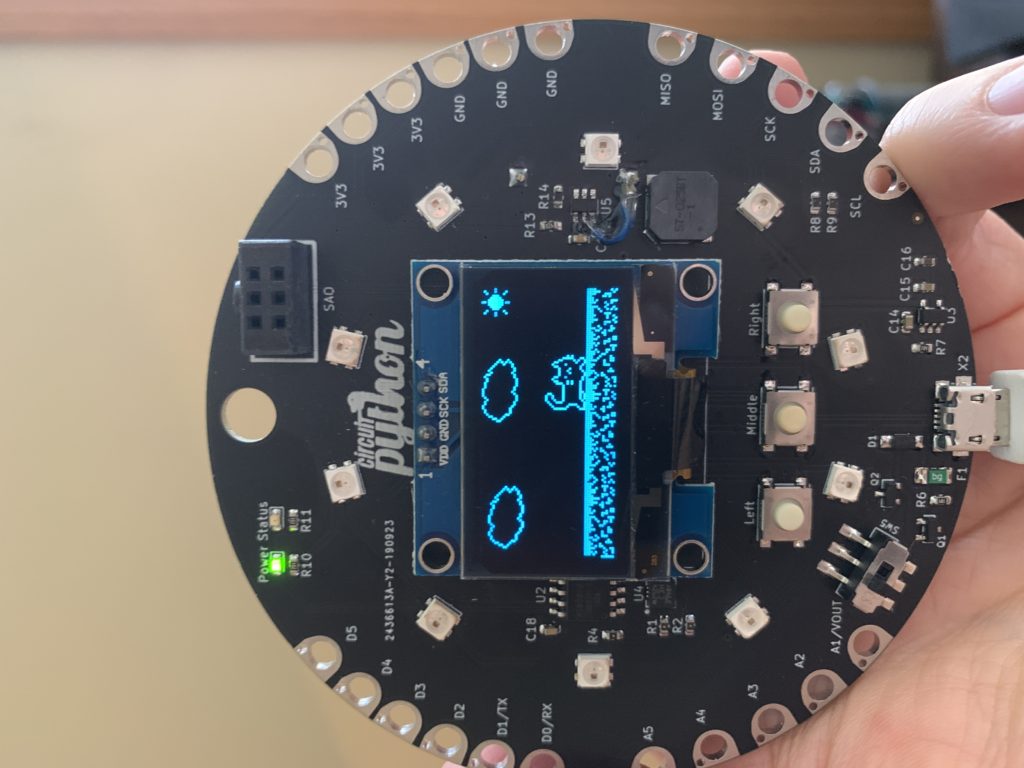 Power Status
R10 R11
SAO
D5
3V3
circuit
python
D4
2436613A-Y2-190923
3V3
D3
3V3
1 4
VDD GND SCK SDA
D2
GND
D1/TX
GND
C18
U2
R13
R14
D0/RX
GND
R4
U5
U4
A5
R1
R2
MISO
A4
MOSI
A3
Left Middle Right
SCK
A2
R8
SDA
R9
A1/VOUT
SCL
SW5
Q2
D1
C14
C15 C16
R6
R7
Q1
U3
F1
X2